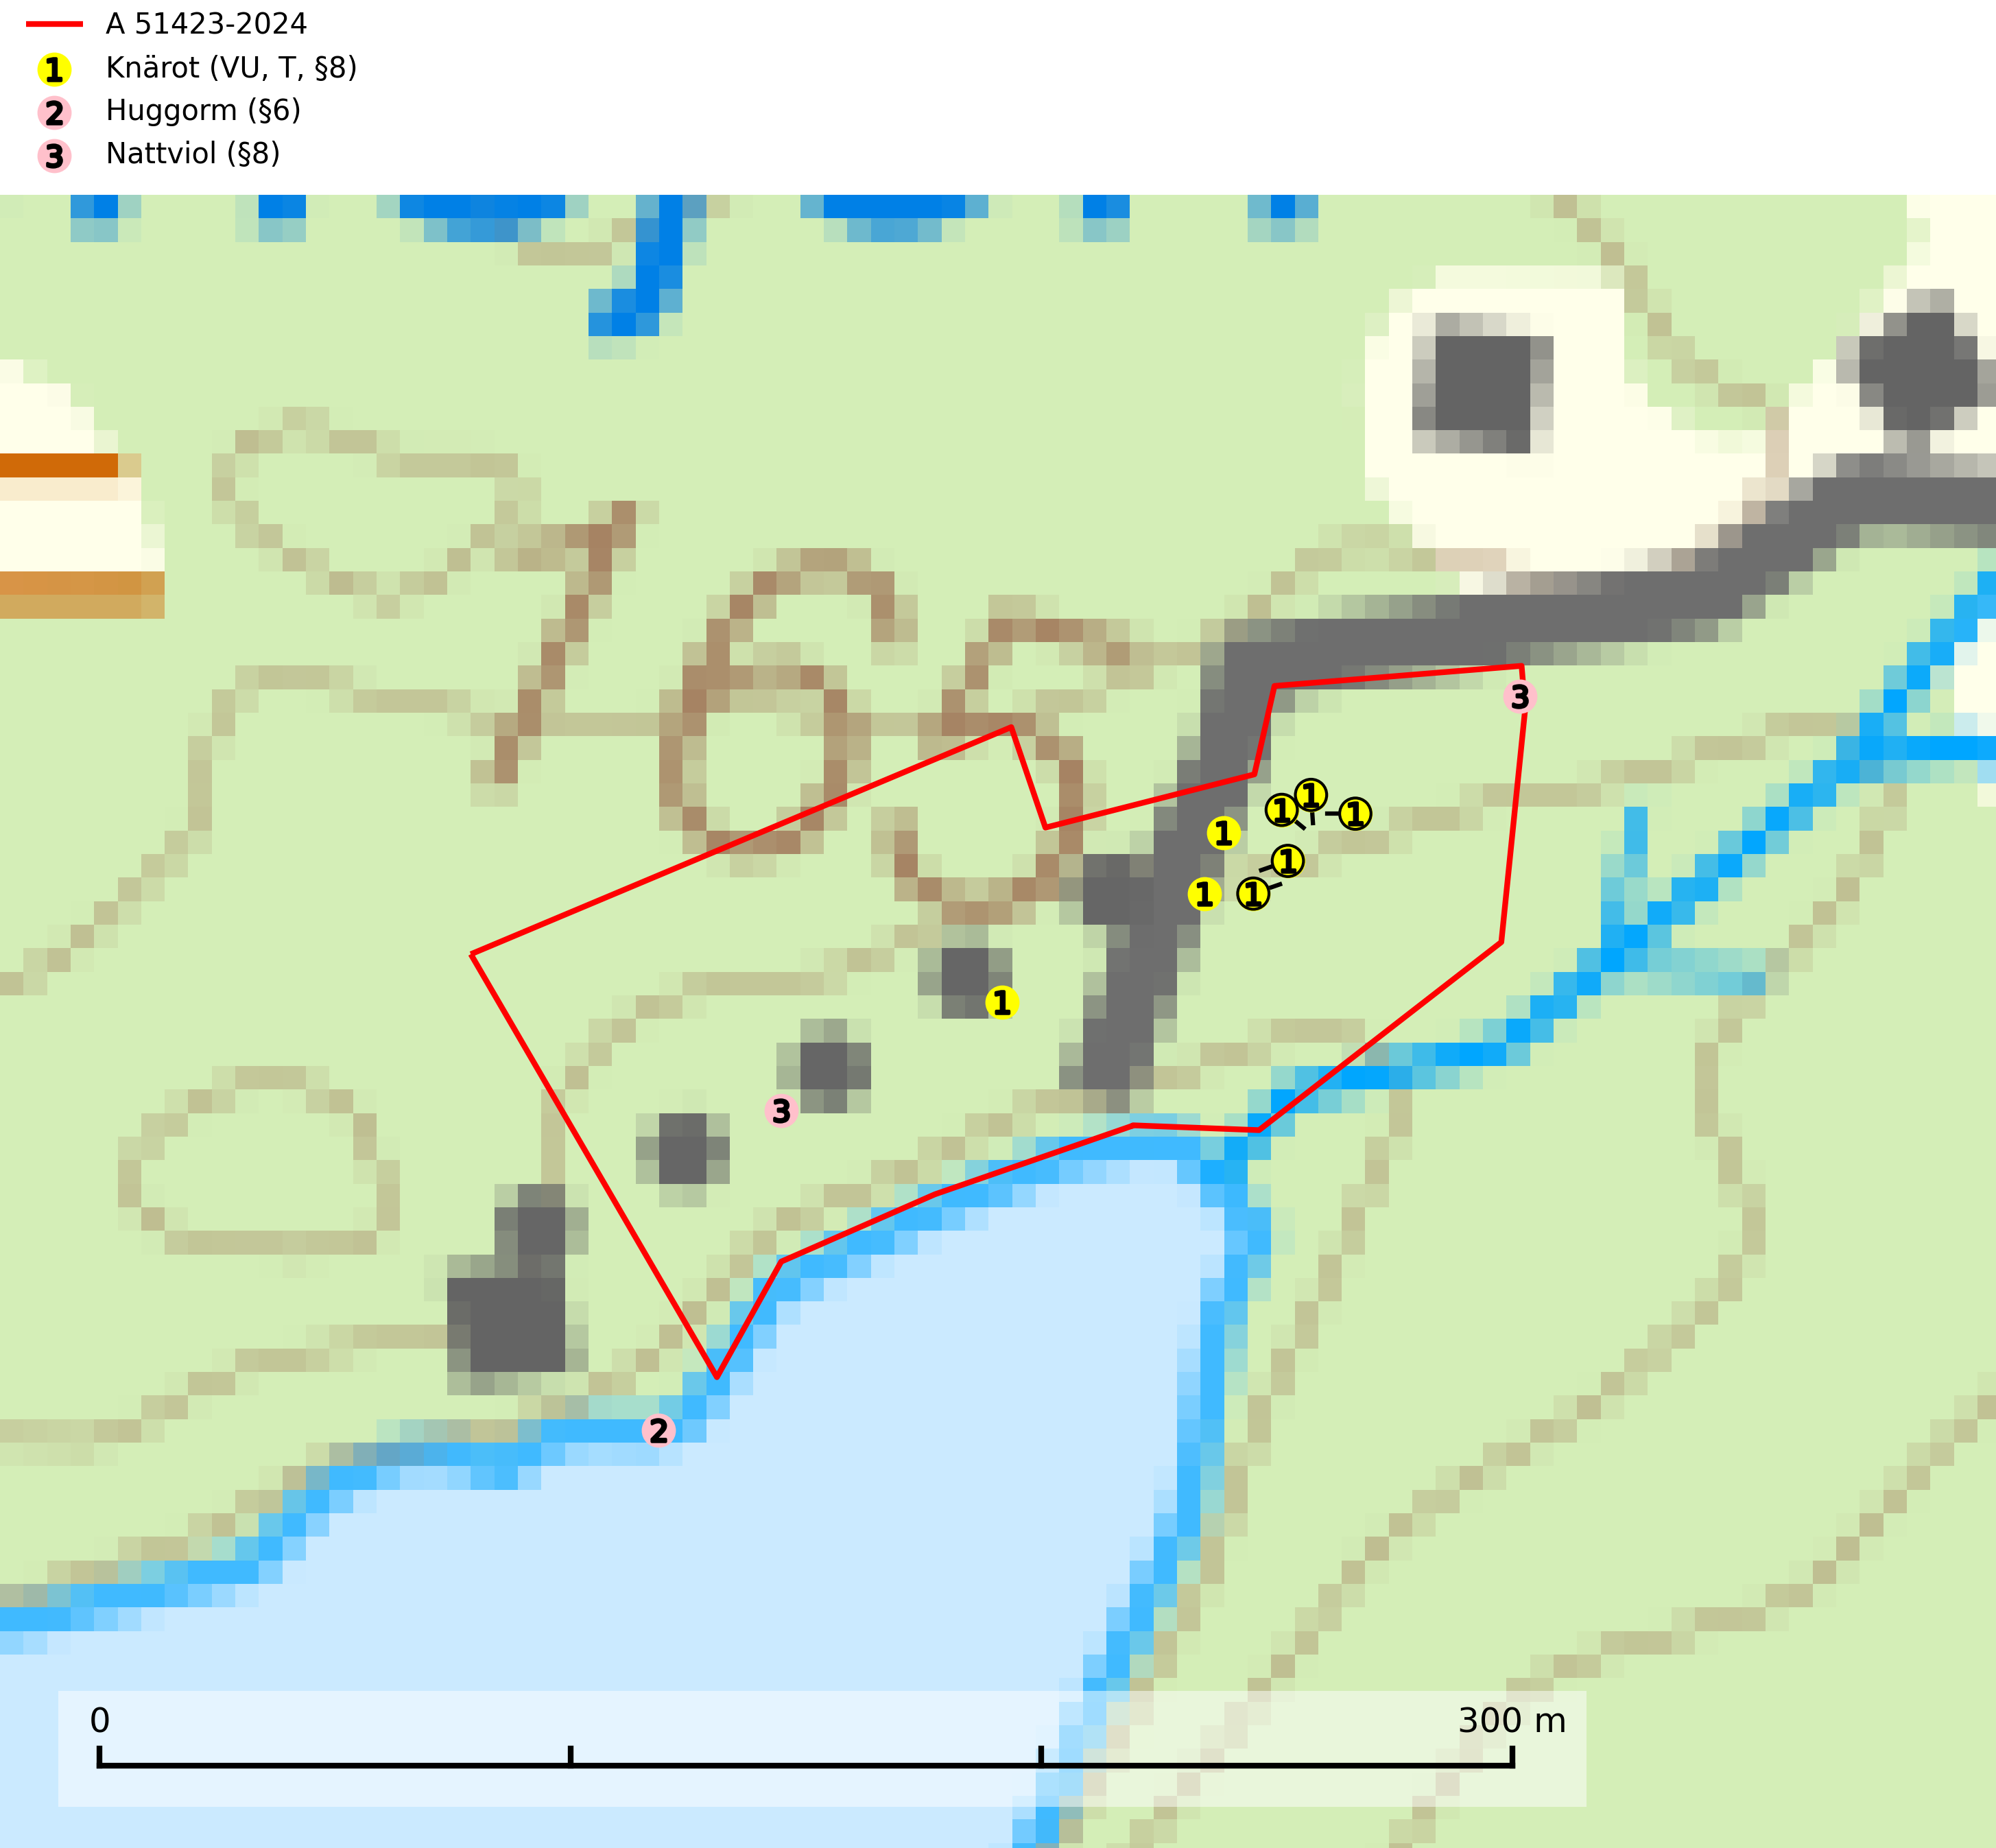 A 51423-2024
1 Knärot (VU, T, §8)
2 Huggorm (§6)
3 Nattviol (§8)
3
1
1
1
1
1
1
1
1
3
2
0 300 m